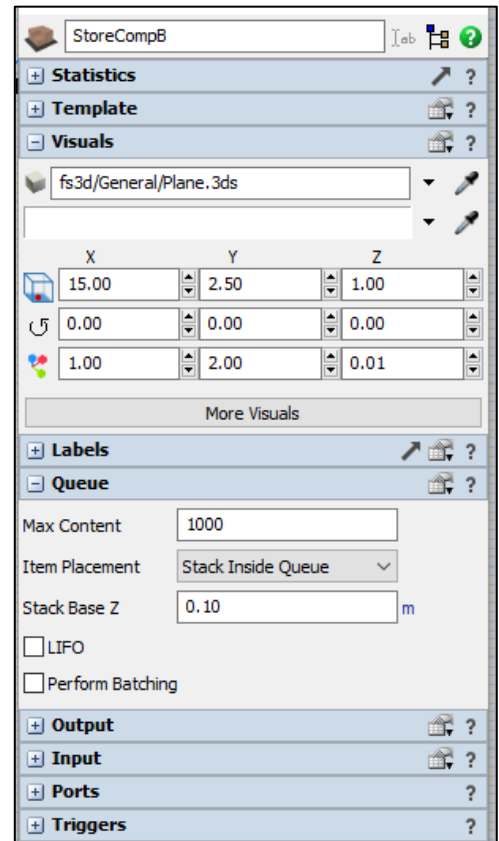 StoreCompB
Statistics ?
Template ?
Visuals ?
fs3d/General/Plane.3ds
X Y Z
15.00 2.50 1.00
0.00 0.00 0.00
1.00 2.00 0.01
More Visuals
Labels ?
Queue ?
Max Content 1000
Item Placement Stack Inside Queue
Stack Base Z 0.10 m
LIFO
Perform Batching
Output ?
Input ?
Ports ?
Triggers ?